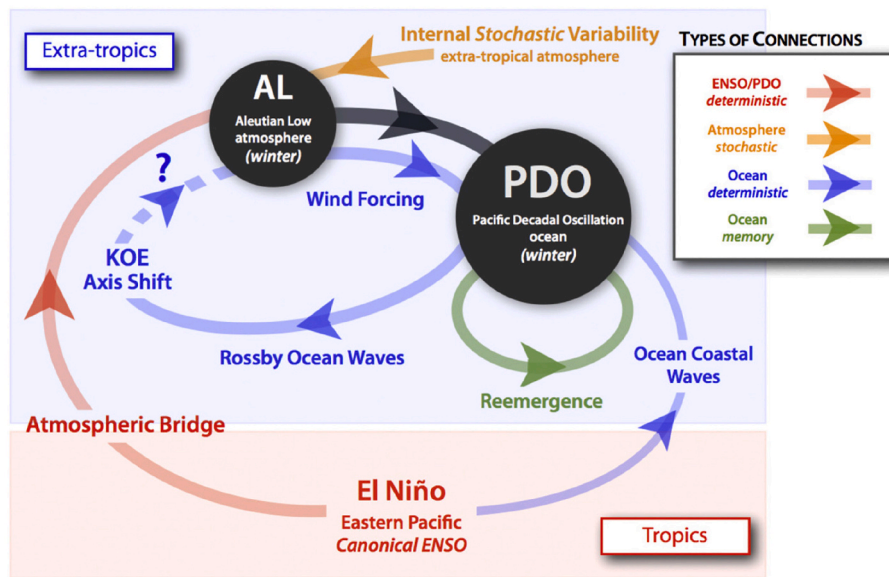 Extra-tropics
Internal Stochastic Variability
extra-tropical atmosphere
TYPES OF CONNECTIONS
ENSO/PDO
deterministic
Atmosphere
stochastic
Ocean
deterministic
Ocean
memory
AL
Aleutian Low
atmosphere
(winter)
PDO
Pacific Decadal Oscillation
ocean
(winter)
?
Wind Forcing
KOE
Axis Shift
Rossby Ocean Waves
Reemergence
Ocean Coastal
Waves
Atmospheric Bridge
El Niño
Eastern Pacific
Canonical ENSO
Tropics